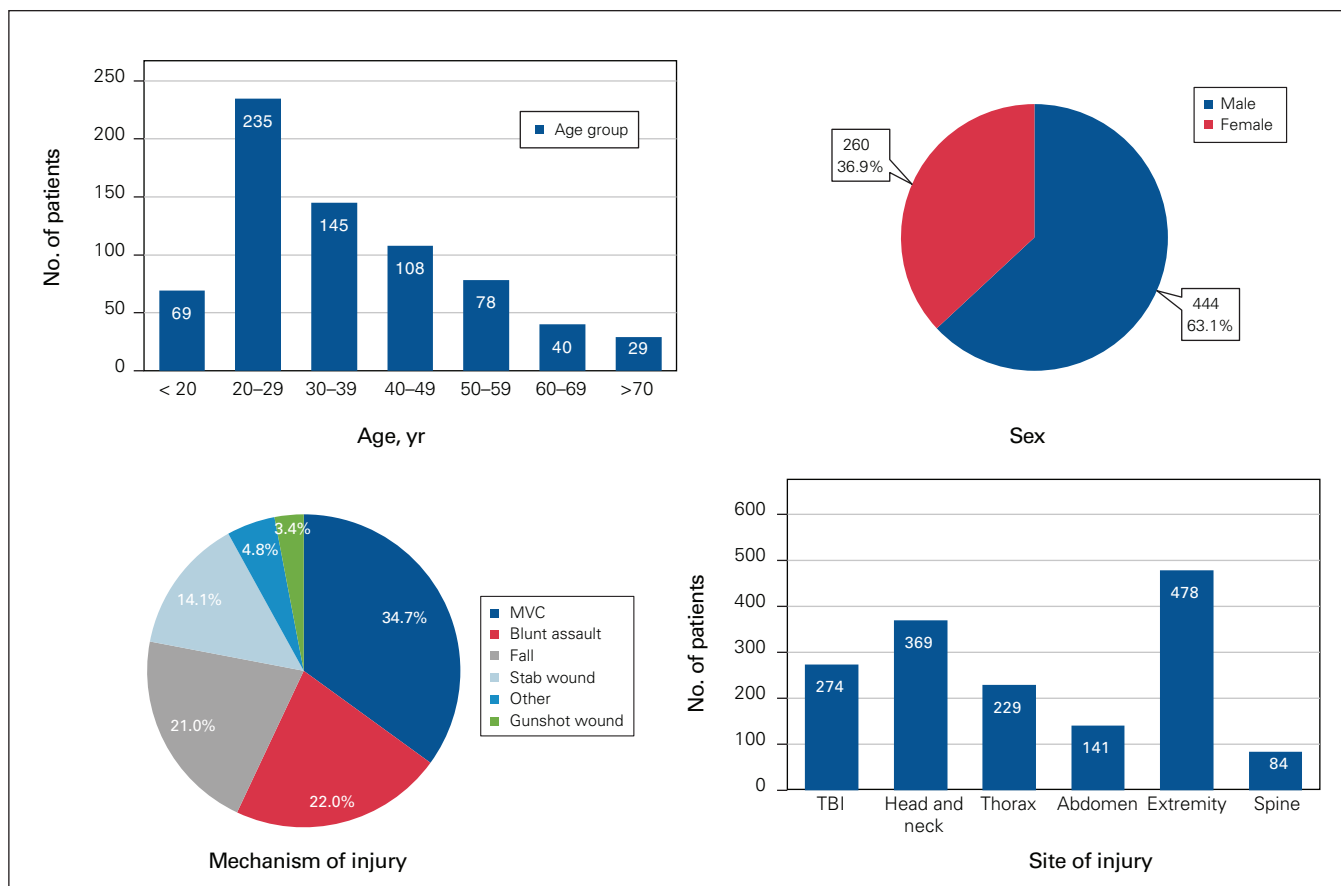 No. of patients
250
200
150
100
50
0
69
235
145
108
78
40
29
< 20
20–29
30–39
40–49
50–59
60–69
>70
Age, yr
Age group
Male
Female
260
36.9%
444
63.1%
Sex
3.4%
4.8%
14.1%
34.7%
21.0%
22.0%
MVC
Blunt assault
Fall
Stab wound
Other
Gunshot wound
Mechanism of injury
No. of patients
600
500
400
300
200
100
0
274
369
229
141
478
84
TBI
Head and
neck
Thorax
Abdomen
Extremity
Spine
Site of injury